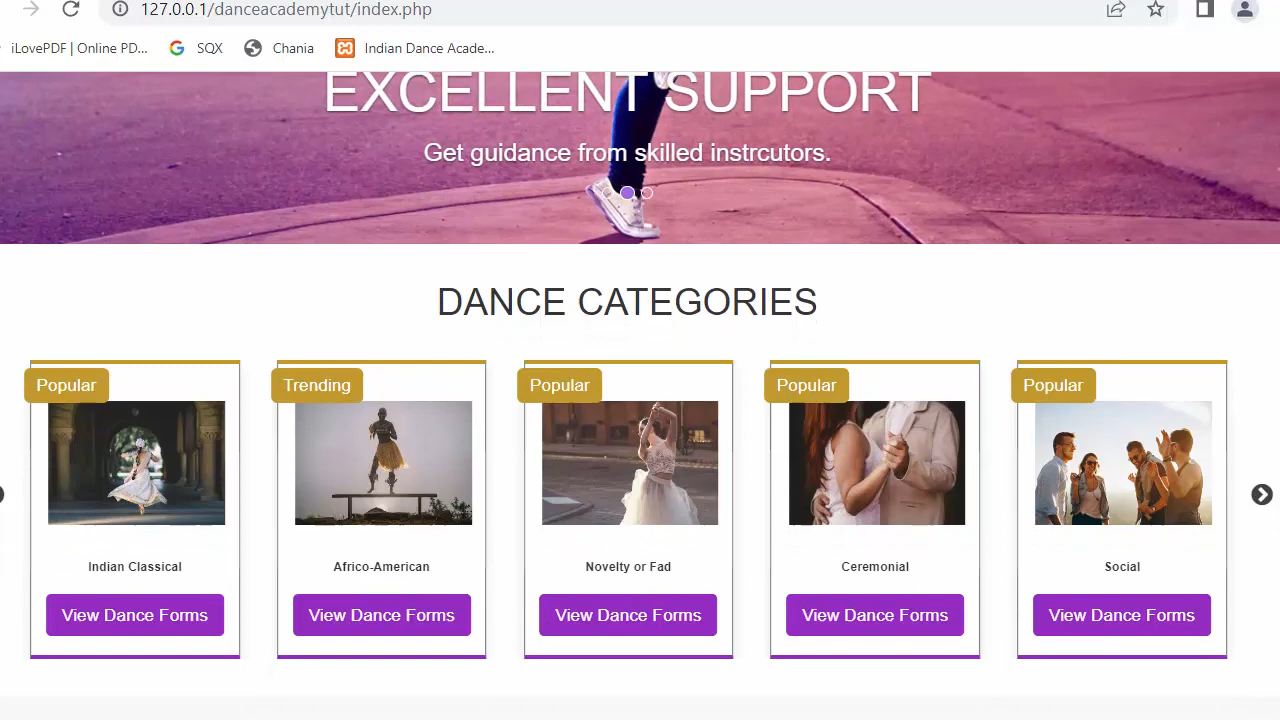 127.0.0.1/danceacademytut/index.php
iLovePDF | Online PD... SQX Chania Indian Dance Acade...
EXCELLENT SUPPORT
Get guidance from skilled instrcutors.
DANCE CATEGORIES
Popular Trending Popular Popular Popular
Indian Classical Africo-American Novelty or Fad Ceremonial Social
View Dance Forms View Dance Forms View Dance Forms View Dance Forms View Dance Forms